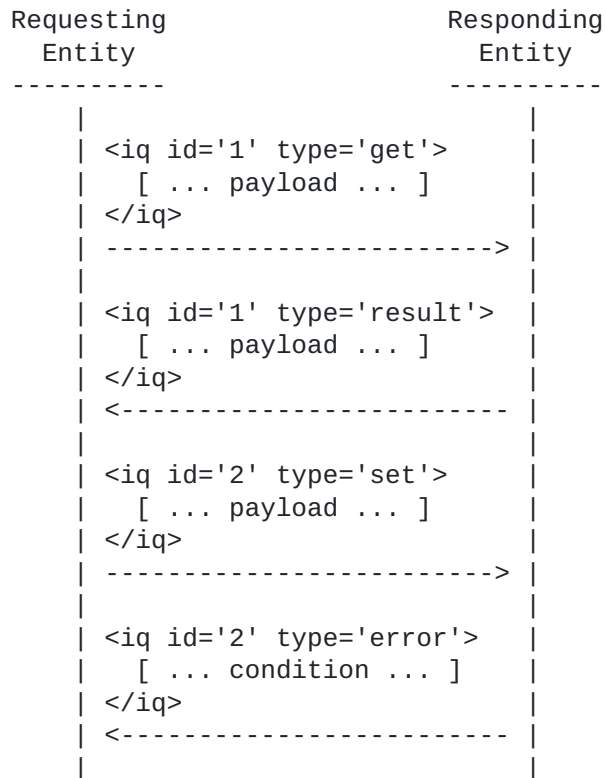 Requesting                  Responding
  Entity                      Entity
----------                  ----------
    |                            |
    | <iq id='1' type='get'>     |
    |   [ ... payload ... ]      |
    | </iq>                      |
    | -------------------------> |
    |                            |
    | <iq id='1' type='result'>  |
    |   [ ... payload ... ]      |
    | </iq>                      |
    | <------------------------- |
    |                            |
    | <iq id='2' type='set'>     |
    |   [ ... payload ... ]      |
    | </iq>                      |
    | -------------------------> |
    |                            |
    | <iq id='2' type='error'>   |
    |   [ ... condition ... ]    |
    | </iq>                      |
    | <------------------------- |
    |                            |